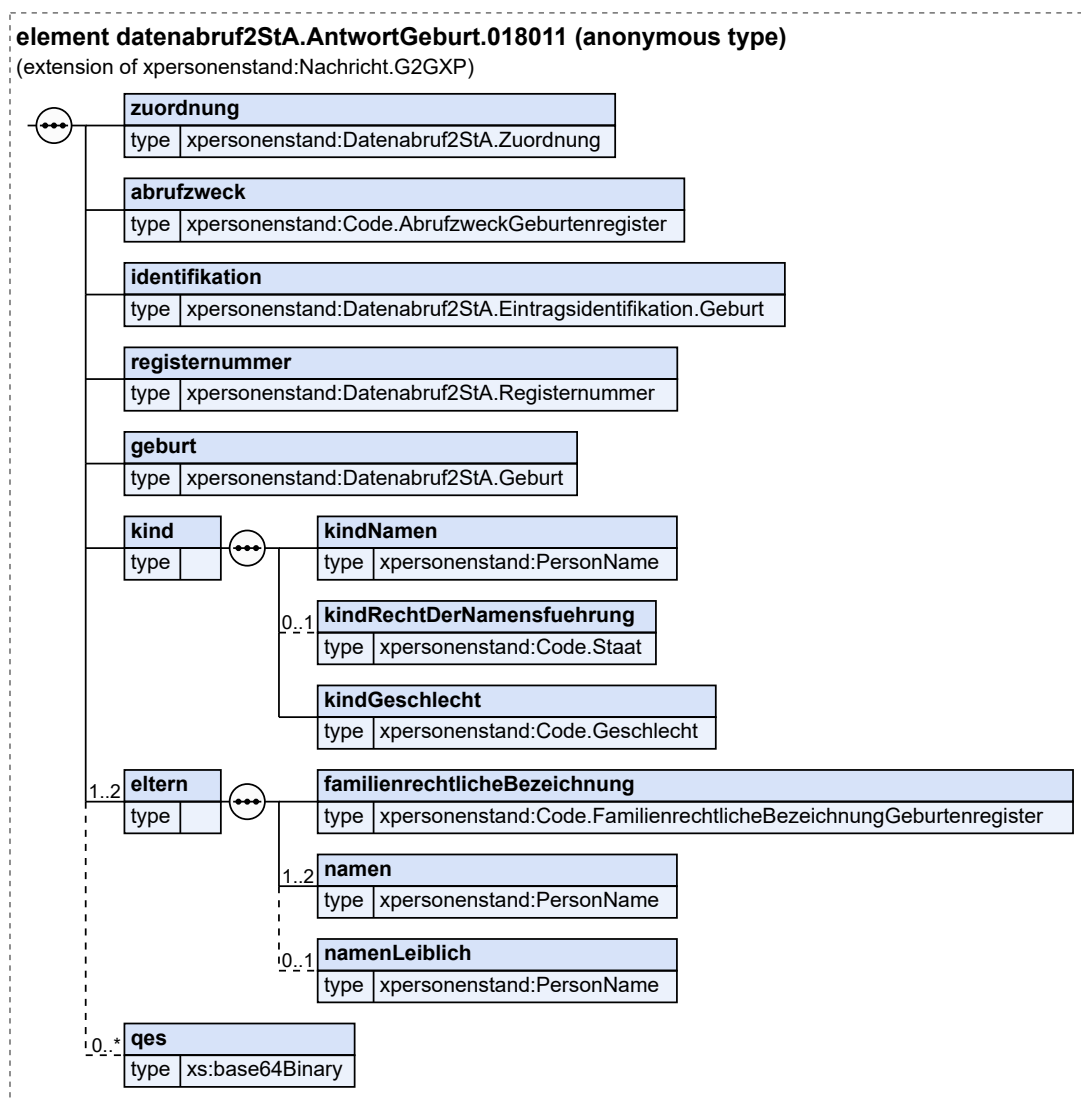 element datenabruf2StA.AntwortGeburt.018011 (anonymous type)
(extension of xpersonenstand:Nachricht.G2GXP)
zuordnung
type xpersonenstand:Datenabruf2StA.Zuordnung
abrufzweck
type xpersonenstand:Code.AbrufzweckGeburtenregister
identifikation
type xpersonenstand:Datenabruf2StA.Eintragsidentifikation.Geburt
registernummer
type xpersonenstand:Datenabruf2StA.Registernummer
geburt
type xpersonenstand:Datenabruf2StA.Geburt
kind
type
kindNamen
type xpersonenstand:PersonName
0..1
kindRechtDerNamensfuehrung
type xpersonenstand:Code.Staat
kindGeschlecht
type xpersonenstand:Code.Geschlecht
1..2
eltern
type
familienrechtlicheBezeichnung
type xpersonenstand:Code.FamilienrechtlicheBezeichnungGeburtenregister
1..2
namen
type xpersonenstand:PersonName
0..1
namenLeiblich
type xpersonenstand:PersonName
0..*
qes
type xs:base64Binary